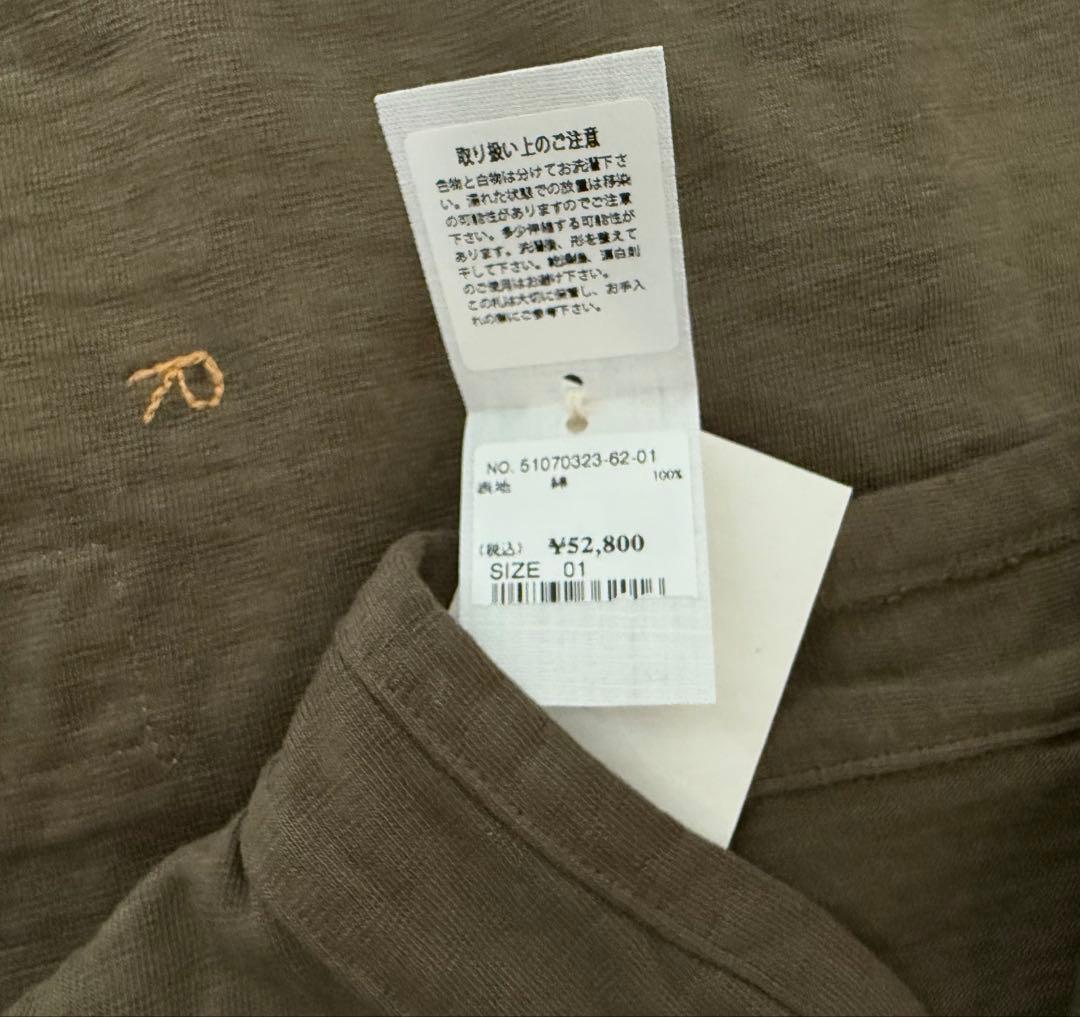 取り扱い上のご注意
色物と白物は分けてお洗濯下さ
い。濡れた状態での放置は移染
の可能性がありますのでご注意
下さい。多少伸縮する可能性が
あります。洗濯後、形を整えて
干して下さい。乾燥機、漂白剤
のご使用はお避け下さい。
この札は大切に保管し、お手入
れの際にご参考下さい。
R
NO. 51070323-62-01
表地 綿 100%
(税込) ¥52,800
SIZE 01